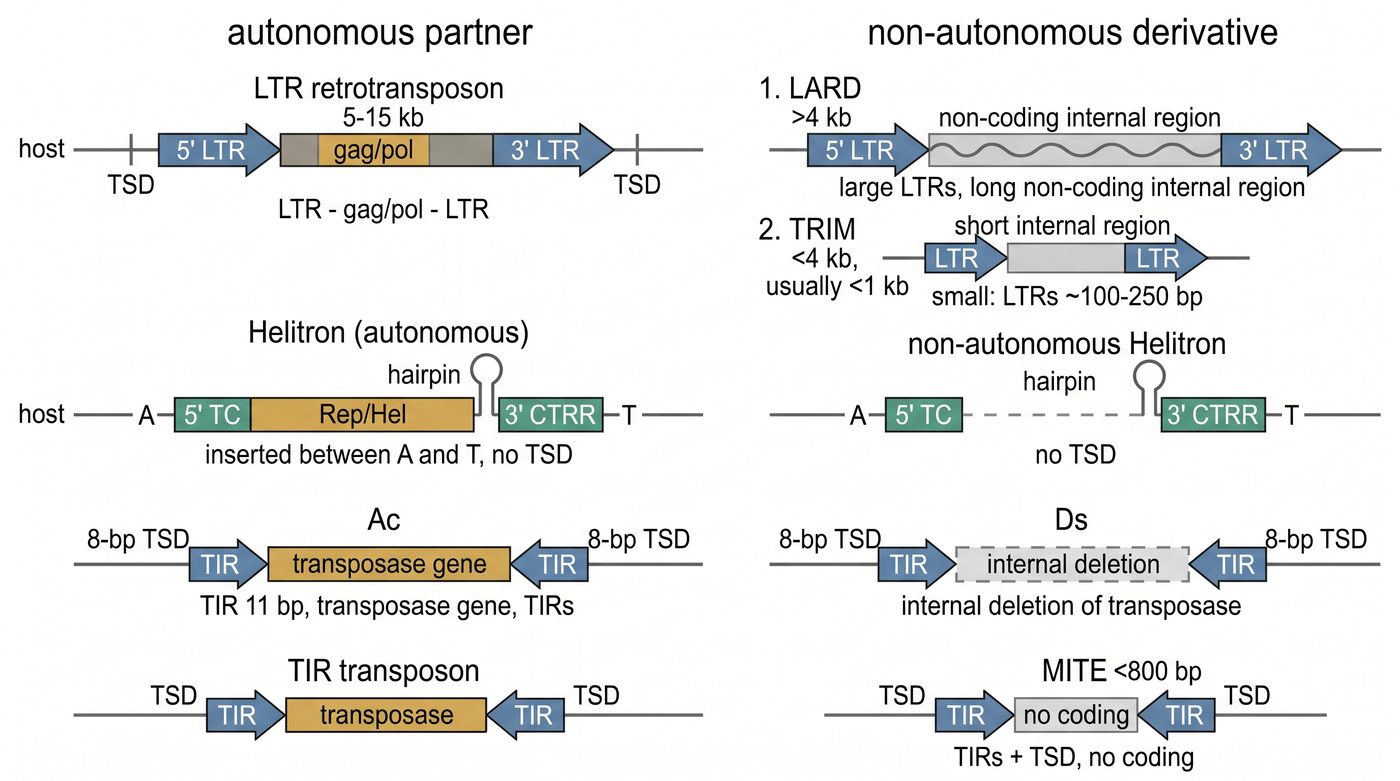 autonomous partner
non-autonomous derivative
LTR retrotransposon
5-15 kb
host
5' LTR
gag/pol
3' LTR
TSD
TSD
LTR - gag/pol - LTR
1. LARD
>4 kb
non-coding internal region
5' LTR
3' LTR
large LTRs, long non-coding internal region
2. TRIM
<4 kb,
usually <1 kb
short internal region
LTR
LTR
small: LTRs ~100-250 bp
Helitron (autonomous)
hairpin
host
A
5' TC
Rep/Hel
3' CTRR
T
inserted between A and T, no TSD
non-autonomous Helitron
hairpin
A
5' TC
3' CTRR
T
no TSD
Ac
8-bp TSD
8-bp TSD
TIR
transposase gene
TIR
TIR 11 bp, transposase gene, TIRs
Ds
8-bp TSD
8-bp TSD
TIR
internal deletion
TIR
internal deletion of transposase
TIR transposon
TSD
TSD
TIR
transposase
TIR
MITE <800 bp
TSD
TSD
TIR
no coding
TIR
TIRs + TSD, no coding